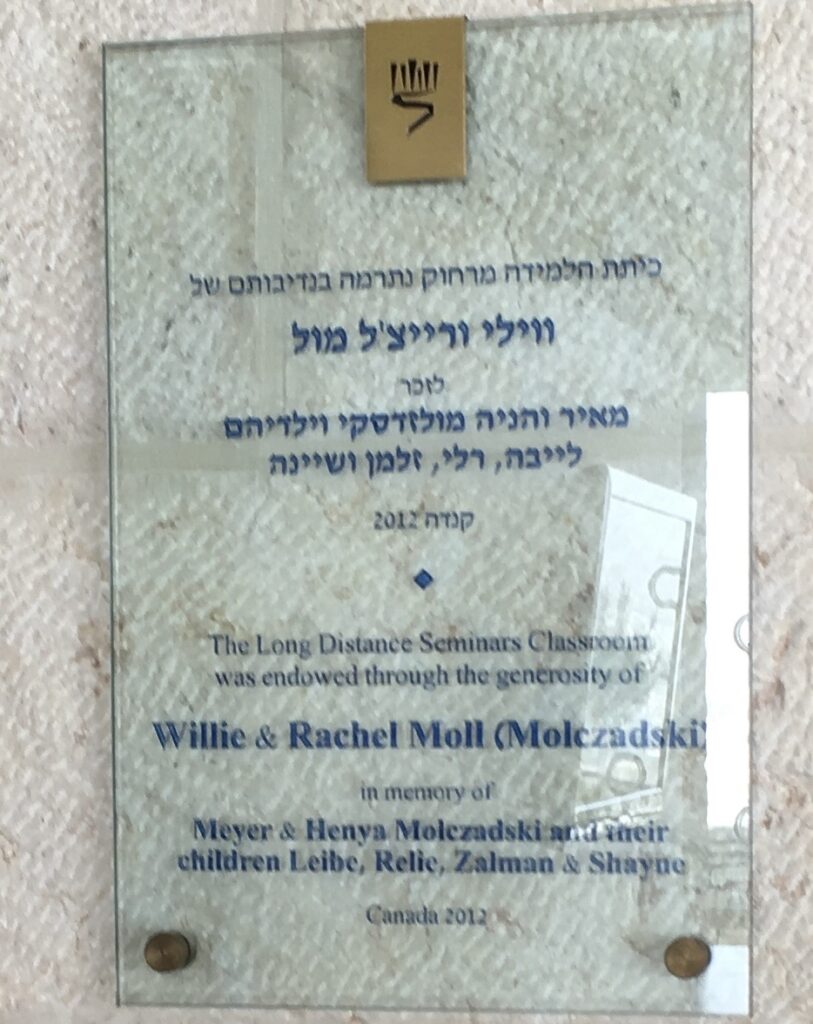 כיתת הלמידה מרחוק נתרמה בנדיבותם של
ווילי ורייצ'ל מול
לזכר
מאיר והניה מולזדסקי וילדיהם
לייבה, רלי, זלמן ושיינה
קנדה 2012
The Long Distance Seminars Classroom
was endowed through the generosity of
Willie & Rachel Moll (Molczadski)
in memory of
Meyer & Henya Molczadski and their
children Leibe, Relie, Zalman & Shayne
Canada 2012